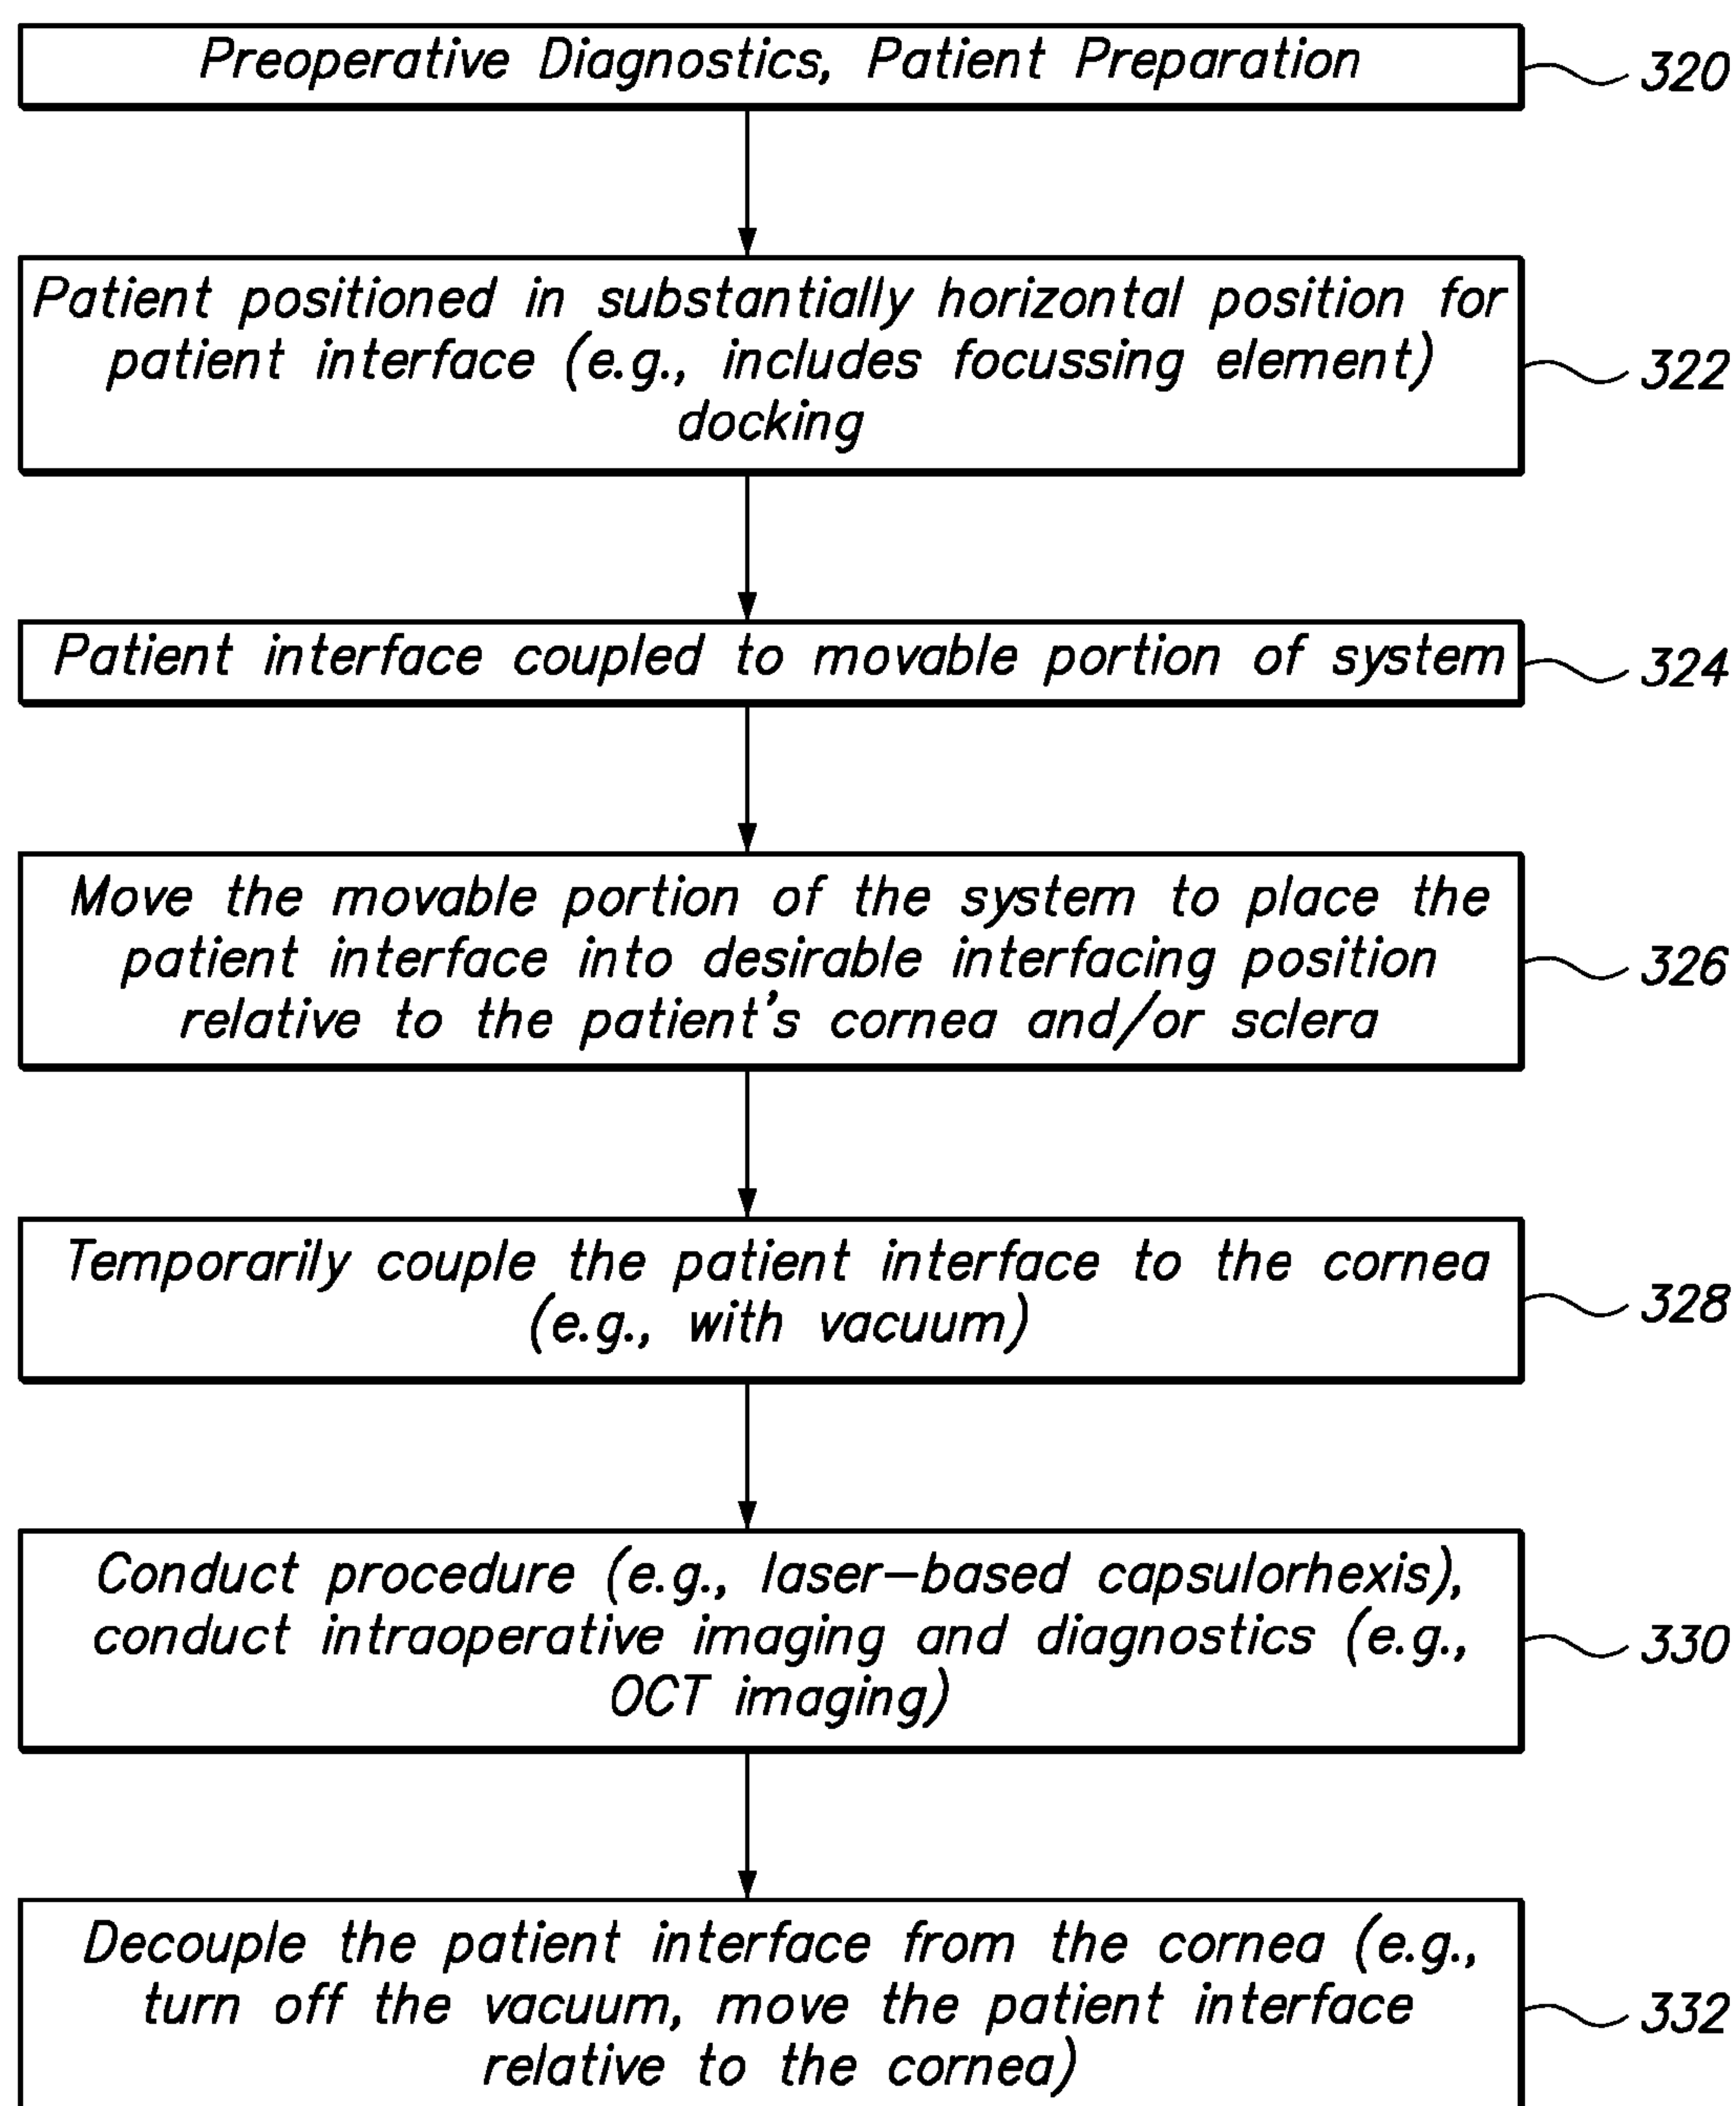 Preoperative Diagnostics, Patient Preparation
320
Patient positioned in substantially horizontal position for
patient interface (e.g., includes focussing element)
docking
322
Patient interface coupled to movable portion of system
324
Move the movable portion of the system to place the
patient interface into desirable interfacing position
relative to the patient's cornea and/or sclera
326
Temporarily couple the patient interface to the cornea
(e.g., with vacuum)
328
Conduct procedure (e.g., laser-based capsulorhexis),
conduct intraoperative imaging and diagnostics (e.g.,
OCT imaging)
330
Decouple the patient interface from the cornea (e.g.,
turn off the vacuum, move the patient interface
relative to the cornea)
332